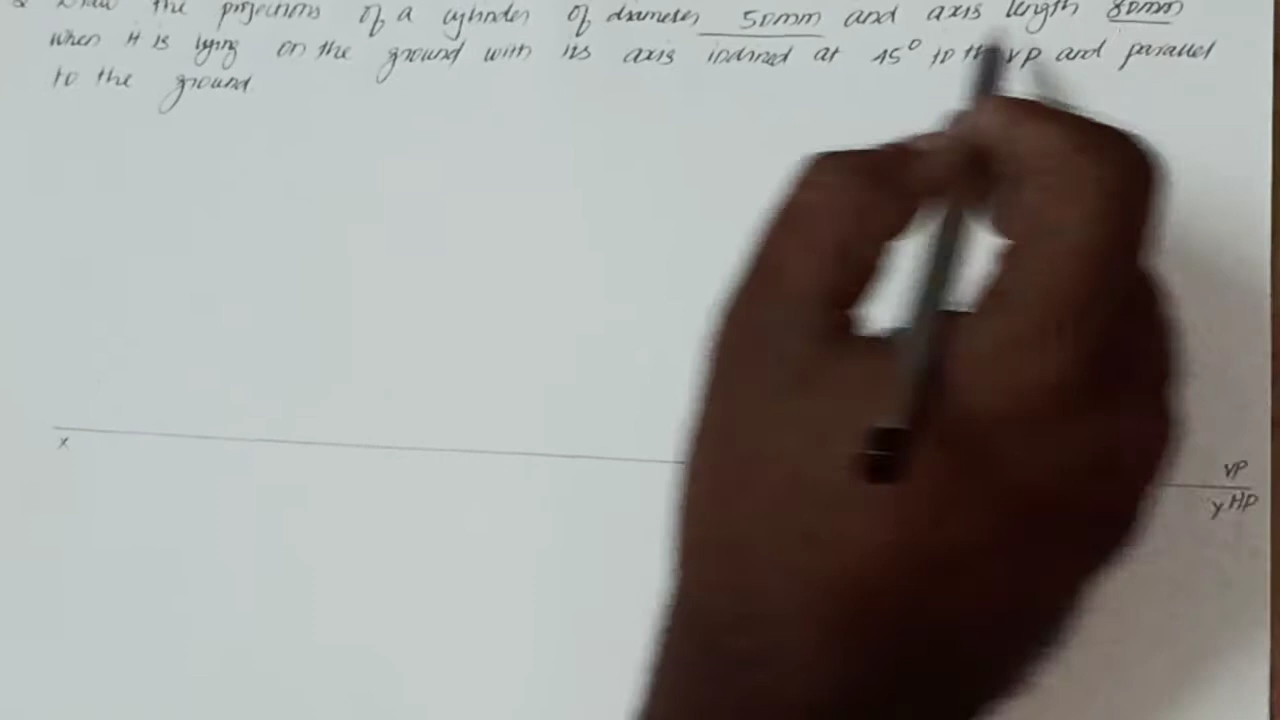 the projections of a cylinder of diameter 50mm and axis length 80mm
when it is lying on the ground with its axis inclined at 45° to the VP and parallel
to the ground
x
VP
y HP